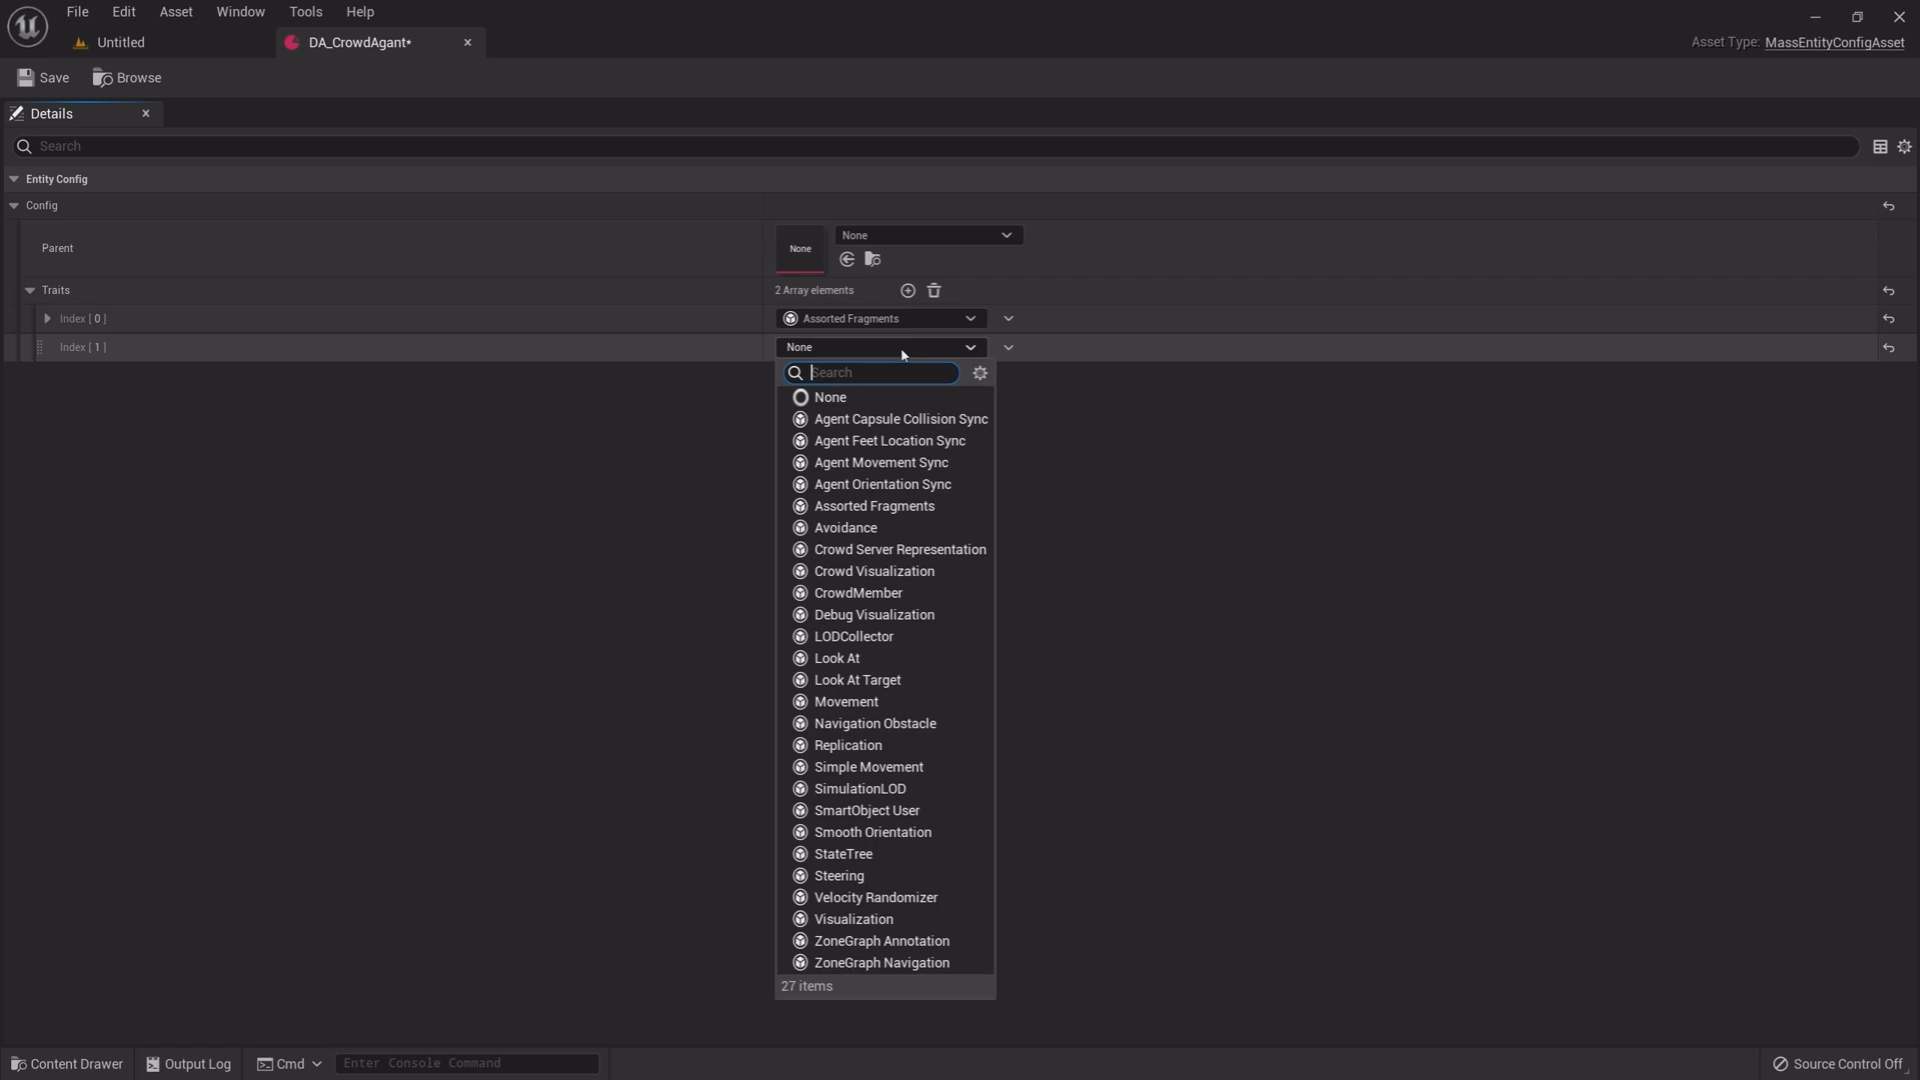 File Edit Asset Window Tools Help
Untitled DA_CrowdAgant* Asset Type: MassEntityConfigAsset
Save Browse
Details
Search
Entity Config
Config
None
Parent None
Traits 2 Array elements
Index [ 0 ] Assorted Fragments
Index [ 1 ] None
Search
None
Agent Capsule Collision Sync
Agent Feet Location Sync
Agent Movement Sync
Agent Orientation Sync
Assorted Fragments
Avoidance
Crowd Server Representation
Crowd Visualization
CrowdMember
Debug Visualization
LODCollector
Look At
Look At Target
Movement
Navigation Obstacle
Replication
Simple Movement
SimulationLOD
SmartObject User
Smooth Orientation
StateTree
Steering
Velocity Randomizer
Visualization
ZoneGraph Annotation
ZoneGraph Navigation
27 items
Content Drawer Output Log Cmd Enter Console Command Source Control Off